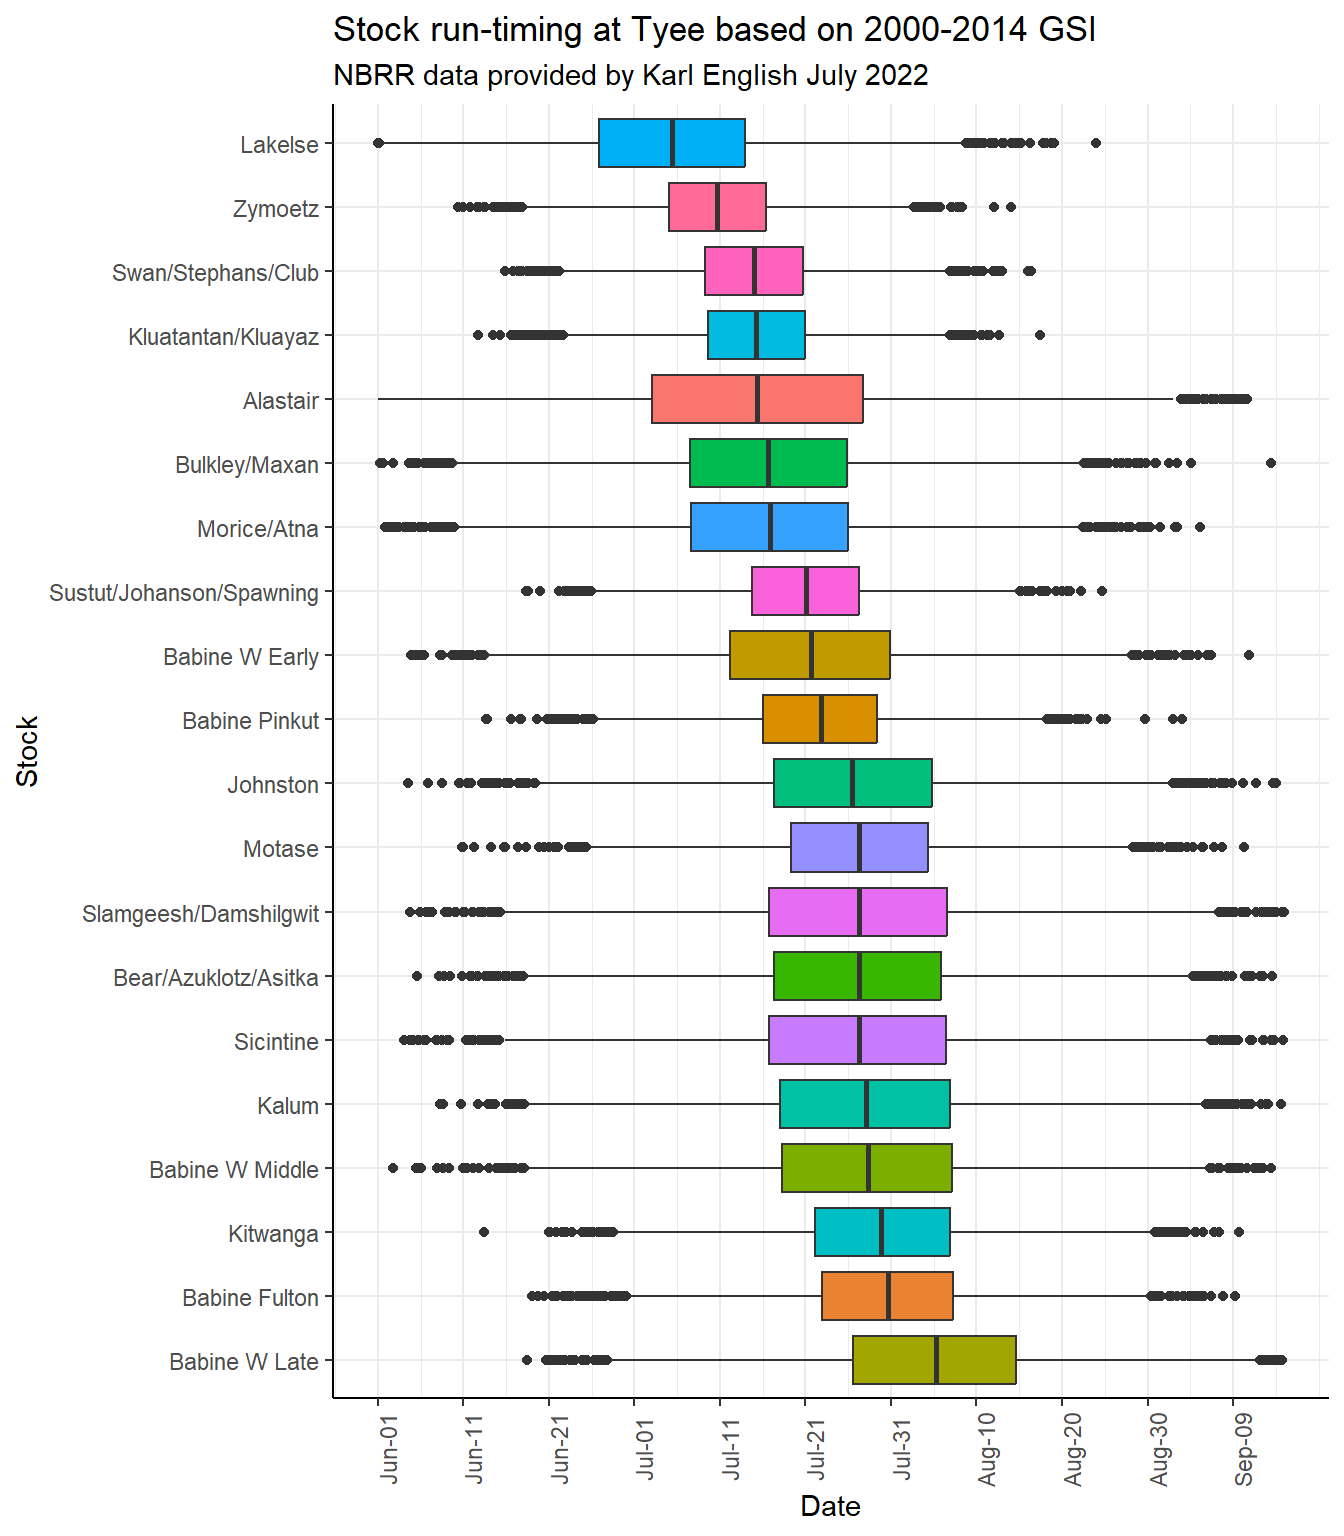 Stock run-timing at Tyee based on 2000-2014 GSI
NBRR data provided by Karl English July 2022
Lakelse
Zymoetz
Swan/Stephans/Club
Kluatantan/Kluayaz
Alastair
Bulkley/Maxan
Morice/Atna
Sustut/Johanson/Spawning
Babine W Early
Babine Pinkut
Johnston
Motase
Slamgeesh/Damshilgwit
Bear/Azuklotz/Asitka
Sicintine
Kalum
Babine W Middle
Kitwanga
Babine Fulton
Babine W Late
Stock
Jun-01
Jun-11
Jun-21
Jul-01
Jul-11
Jul-21
Jul-31
Aug-10
Aug-20
Aug-30
Sep-09
Date